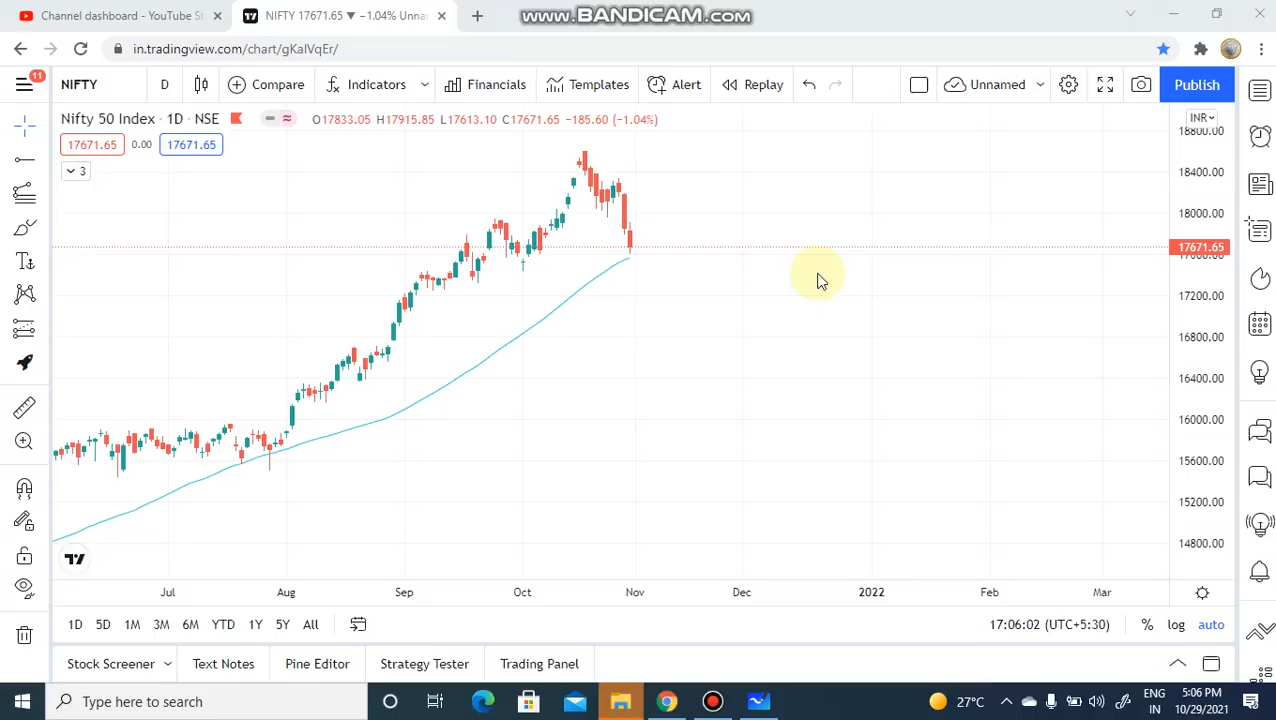 Channel dashboard - YouTube St
NIFTY 17671.65 ▼ −1.04% Unnar
www.BANDICAM.com
in.tradingview.com/chart/gKaIVqEr/
11
NIFTY
D
Compare
Indicators
Financials
Templates
Alert
Replay
Unnamed
Publish
Nifty 50 Index · 1D · NSE
O17833.05 H17915.85 L17613.10 C17671.65 −185.60 (−1.04%)
INR
17671.65 0.00 17671.65
3
18800.00
18400.00
18000.00
17671.65
17600.00
17200.00
16800.00
16400.00
16000.00
15600.00
15200.00
14800.00
Jul Aug Sep Oct Nov Dec 2022 Feb Mar
1D 5D 1M 3M 6M YTD 1Y 5Y All
17:06:02 (UTC+5:30) % log auto
Stock Screener Text Notes Pine Editor Strategy Tester Trading Panel
Type here to search
27°C
ENG
IN
5:06 PM
10/29/2021